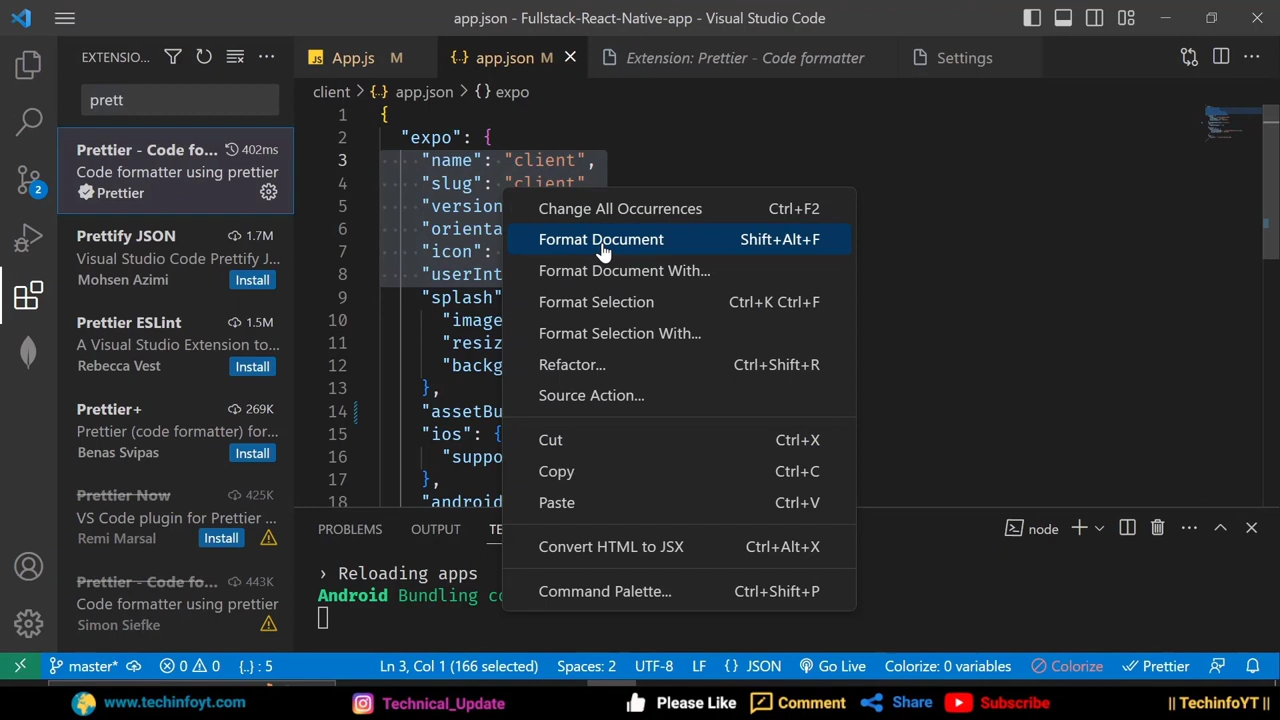 app.json - Fullstack-React-Native-app - Visual Studio Code
EXTENSIO...
App.js M
{..} app.json M
Extension: Prettier - Code formatter
Settings
prett
client > {..} app.json > {} expo
Prettier - Code fo... 402ms
Code formatter using prettier
Prettier
Prettify JSON 1.7M
Visual Studio Code Prettify J...
Mohsen Azimi Install
Prettier ESlint 1.5M
A Visual Studio Extension to...
Rebecca Vest Install
Prettier+ 269K
Prettier (code formatter) for...
Benas Svipas Install
Prettier Now 425K
VS Code plugin for Prettier ...
Remi Marsal Install
Prettier - Code fo... 443K
Code formatter using prettier
Simon Siefke
2
1 {
2 "expo": {
3 "name": "client",
4 "slug": "client"
5 "version
6 "orienta
7 "icon":
8 "userInt
9 "splash"
10 "image
11 "resiz
12 "backg
13 },
14 "assetBu
15 "ios": {
16 "suppo
17 },
18 "android
Change All Occurrences Ctrl+F2
Format Document Shift+Alt+F
Format Document With...
Format Selection Ctrl+K Ctrl+F
Format Selection With...
Refactor... Ctrl+Shift+R
Source Action...
Cut Ctrl+X
Copy Ctrl+C
Paste Ctrl+V
Convert HTML to JSX Ctrl+Alt+X
Command Palette... Ctrl+Shift+P
PROBLEMS OUTPUT TE
node
› Reloading apps
Android Bundling co
master* 0 0 {..} : 5 Ln 3, Col 1 (166 selected) Spaces: 2 UTF-8 LF {} JSON Go Live Colorize: 0 variables Colorize Prettier
www.techinfoyt.com Technical_Update Please Like Comment Share Subscribe || TechinfoYT ||